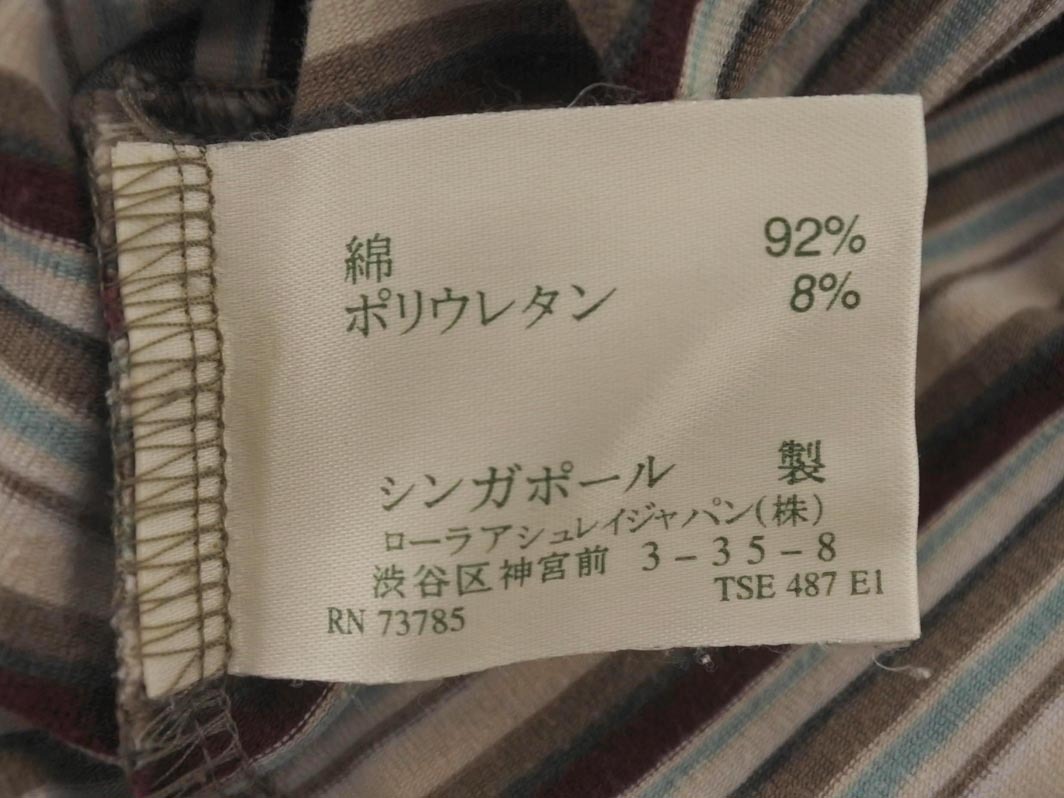 綿 92%
ポリウレタン 8%
シンガポール 製
ローラアシュレイジャパン(株)
渋谷区神宮前 3-35-8
TSE 487 E1
RN 73785